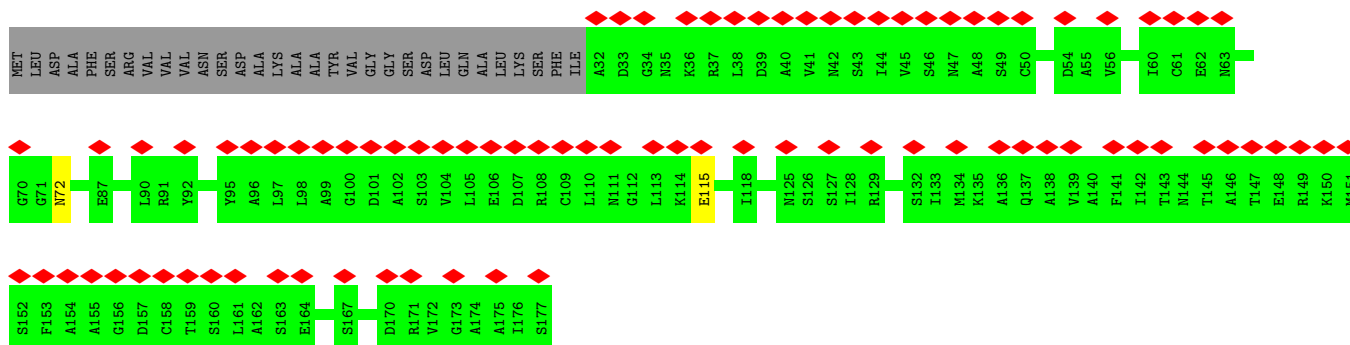 MET LEU ASP ALA PHE SER ARG VAL VAL VAL ASN SER ASP ALA LYS ALA ALA TYR VAL GLY GLY SER ASP LEU GLN ALA LEU LYS SER PHE ILE A32 D33 G34 N35 K36 R37 L38 D39 A40 V41 N42 S43 I44 V45 S46 N47 A48 S49 C50 D54 A55 V56 I60 C61 E62 N63
G70 G71 N72 E87 L90 R91 Y92 Y95 A96 L97 L98 A99 G100 D101 A102 S103 V104 L105 E106 D107 R108 C109 L110 N111 G112 L113 K114 E115 I118 N125 S126 S127 I128 R129 S132 I133 M134 K135 A136 Q137 A138 V139 A140 F141 I142 T143 N144 T145 A146 T147 E148 R149 K150 M151
S152 F153 A154 A155 G156 D157 C158 T159 S160 L161 A162 S163 E164 S167 D170 R171 V172 G173 A174 A175 I176 S177